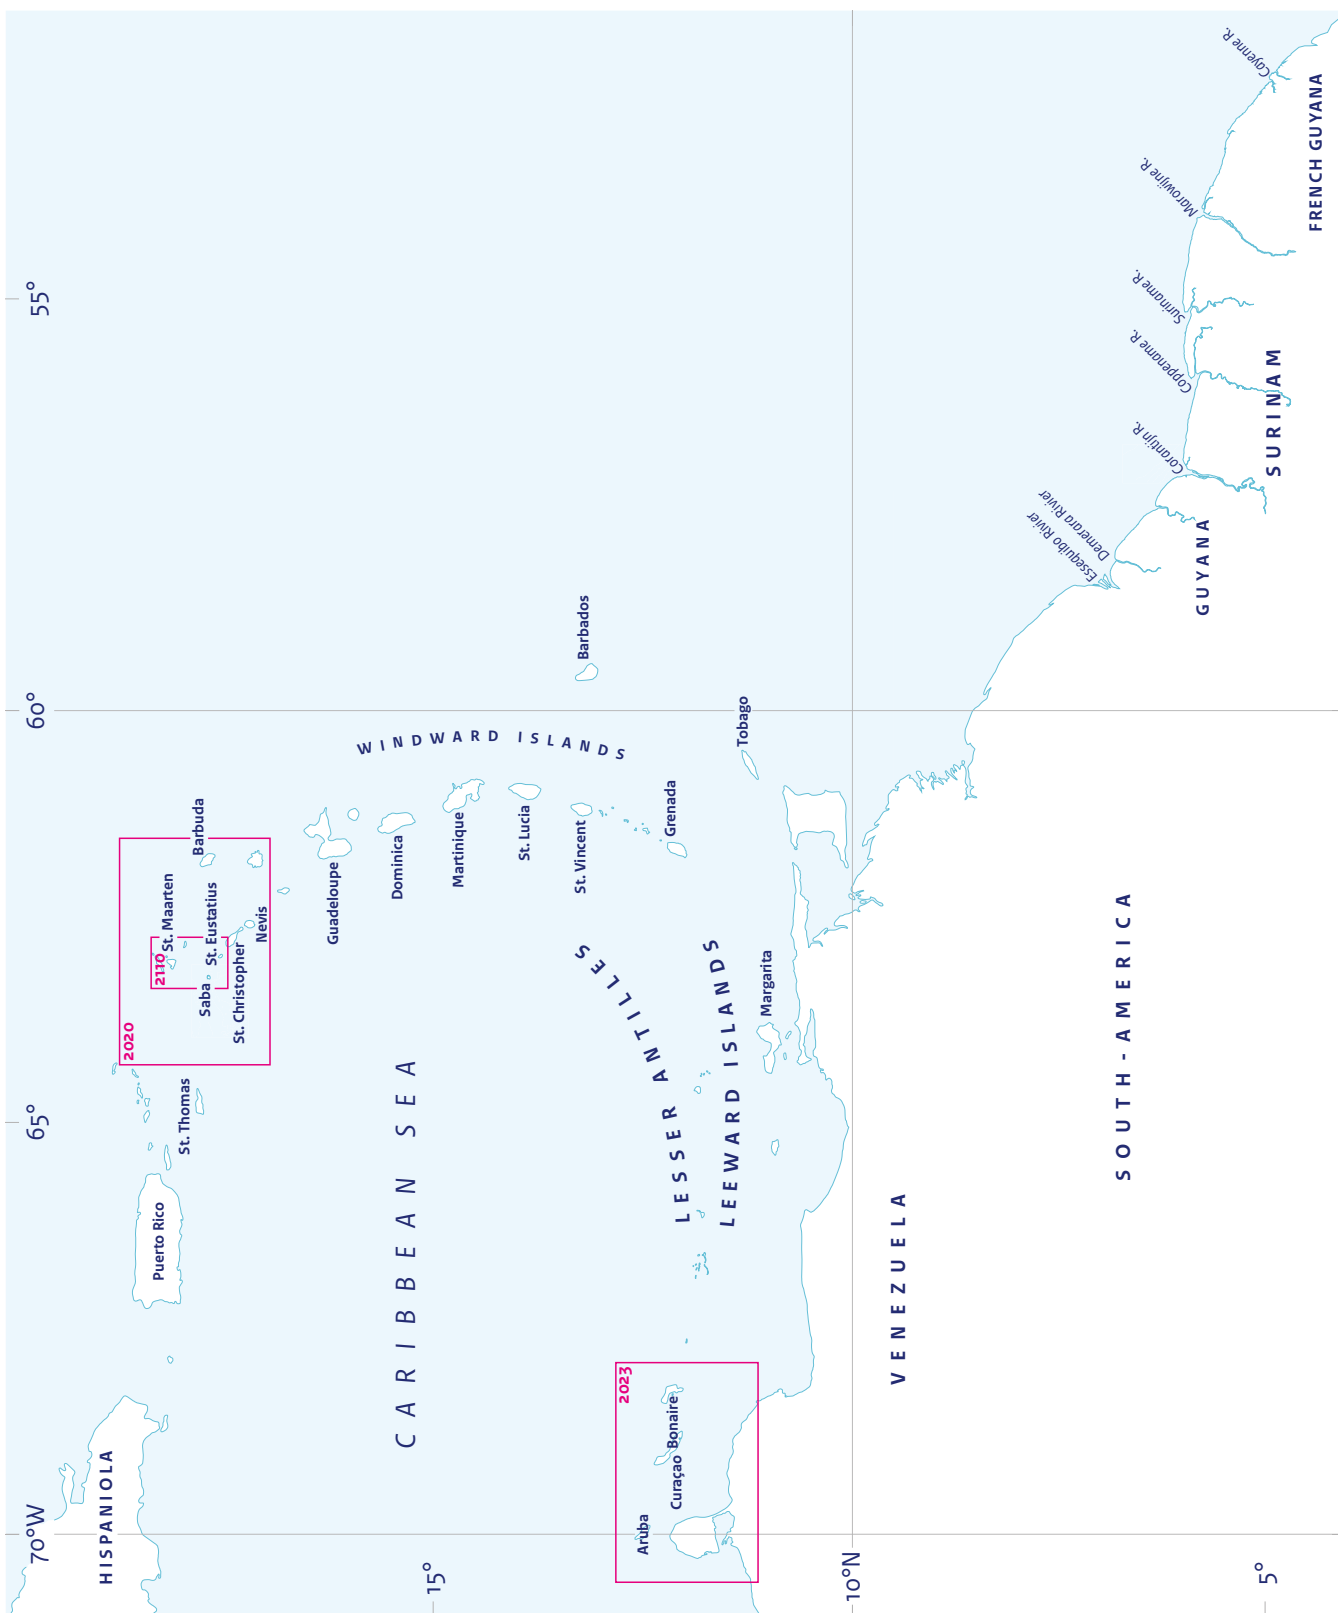 70°W
65°
60°
55°
HISPANIOLA
Puerto Rico
St. Thomas
2020
2110
St. Maarten
Saba
St. Eustatius
St. Christopher
Nevis
Barbuda
Guadeloupe
Dominica
Martinique
St. Lucia
St. Vincent
Grenada
Barbados
Tobago
WINDWARD ISLANDS
CARIBBEAN SEA
15°
LESSER ANTILLES
LEEWARD ISLANDS
Margarita
2023
Aruba
Curaçao
Bonaire
10°N
VENEZUELA
SOUTH-AMERICA
GUYANA
SURINAM
FRENCH GUYANA
Essequibo Rivier
Demerara Rivier
Corantijn R.
Coppename R.
Suriname R.
Marowijne R.
Cayenne R.
5°